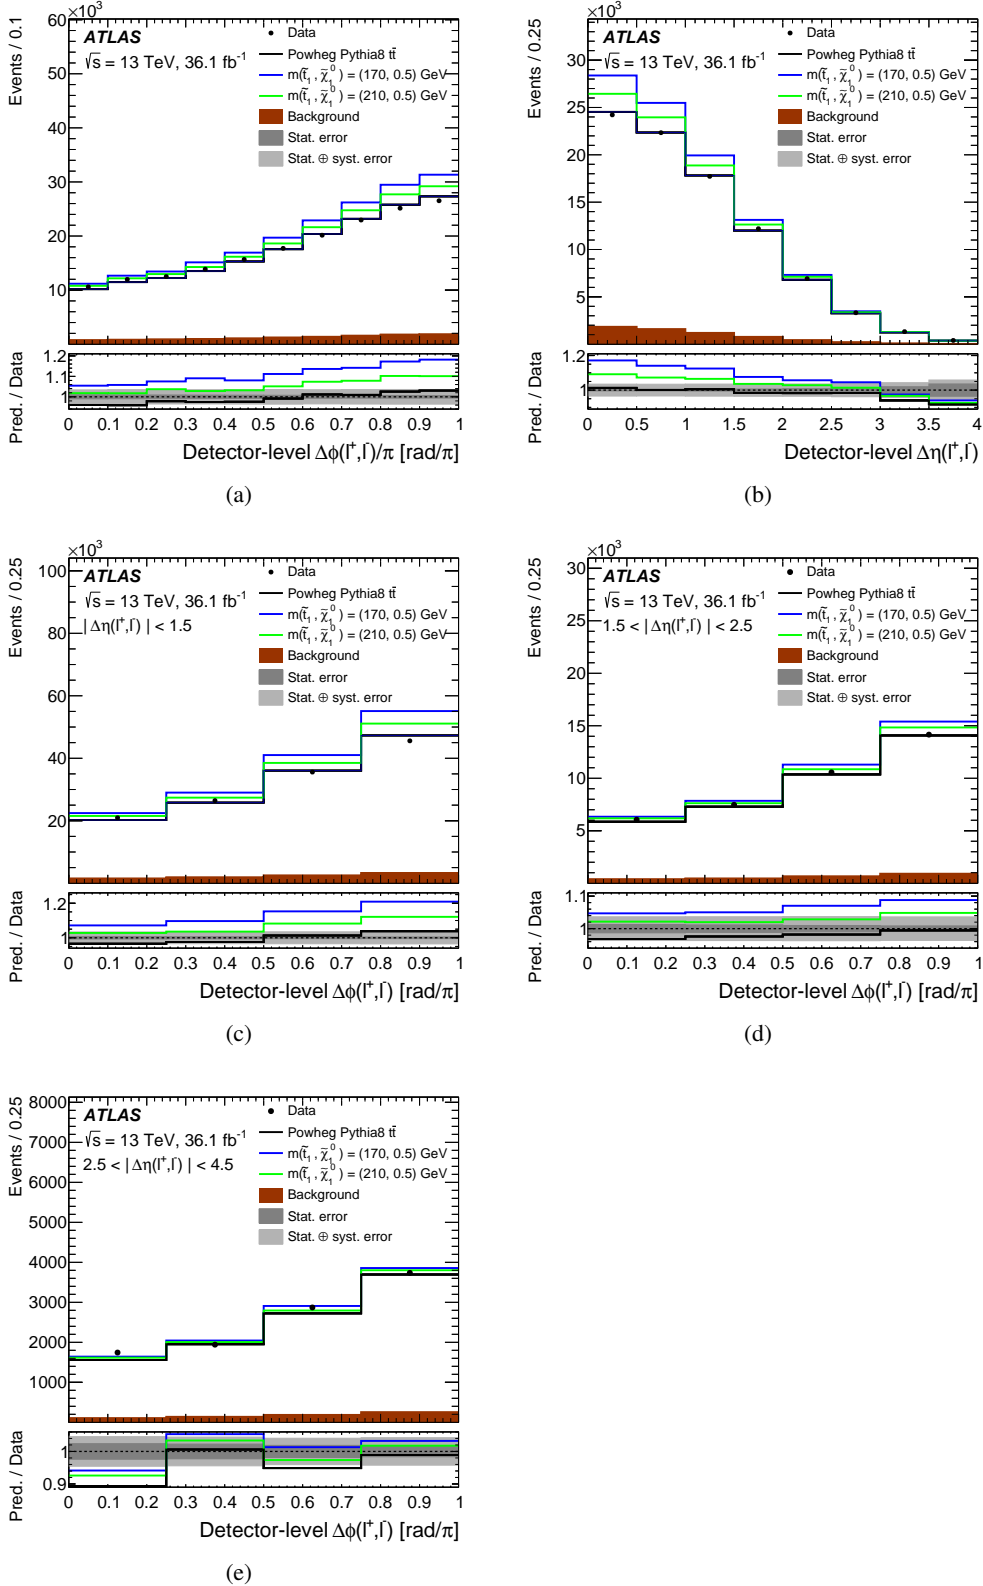 ×10³
Events / 0.1
60
50
40
30
20
10
ATLAS
√s = 13 TeV, 36.1 fb⁻¹
Data
Powheg Pythia8 tt̄
m(t̃₁, χ̃₁⁰) = (170, 0.5) GeV
m(t̃₁, χ̃₁⁰) = (210, 0.5) GeV
Background
Stat. error
Stat. ⊕ syst. error
Pred. / Data
1.2
1.1
1
0 0.1 0.2 0.3 0.4 0.5 0.6 0.7 0.8 0.9 1
Detector-level Δϕ(l⁺,l⁻)/π [rad/π]
(a)
×10³
Events / 0.25
30
25
20
15
10
5
ATLAS
√s = 13 TeV, 36.1 fb⁻¹
Data
Powheg Pythia8 tt̄
m(t̃₁, χ̃₁⁰) = (170, 0.5) GeV
m(t̃₁, χ̃₁⁰) = (210, 0.5) GeV
Background
Stat. error
Stat. ⊕ syst. error
Pred. / Data
1.2
1
0 0.5 1 1.5 2 2.5 3 3.5 4
Detector-level Δη(l⁺,l⁻)
(b)
×10³
Events / 0.25
100
80
60
40
20
ATLAS
√s = 13 TeV, 36.1 fb⁻¹
| Δη(l⁺,l⁻) | < 1.5
Data
Powheg Pythia8 tt̄
m(t̃₁, χ̃₁⁰) = (170, 0.5) GeV
m(t̃₁, χ̃₁⁰) = (210, 0.5) GeV
Background
Stat. error
Stat. ⊕ syst. error
Pred. / Data
1.2
1
0 0.1 0.2 0.3 0.4 0.5 0.6 0.7 0.8 0.9 1
Detector-level Δϕ(l⁺,l⁻) [rad/π]
(c)
×10³
Events / 0.25
30
25
20
15
10
5
ATLAS
√s = 13 TeV, 36.1 fb⁻¹
1.5 < | Δη(l⁺,l⁻) | < 2.5
Data
Powheg Pythia8 tt̄
m(t̃₁, χ̃₁⁰) = (170, 0.5) GeV
m(t̃₁, χ̃₁⁰) = (210, 0.5) GeV
Background
Stat. error
Stat. ⊕ syst. error
Pred. / Data
1.1
1
0 0.1 0.2 0.3 0.4 0.5 0.6 0.7 0.8 0.9 1
Detector-level Δϕ(l⁺,l⁻) [rad/π]
(d)
Events / 0.25
8000
7000
6000
5000
4000
3000
2000
1000
ATLAS
√s = 13 TeV, 36.1 fb⁻¹
2.5 < | Δη(l⁺,l⁻) | < 4.5
Data
Powheg Pythia8 tt̄
m(t̃₁, χ̃₁⁰) = (170, 0.5) GeV
m(t̃₁, χ̃₁⁰) = (210, 0.5) GeV
Background
Stat. error
Stat. ⊕ syst. error
Pred. / Data
1
0.9
0 0.1 0.2 0.3 0.4 0.5 0.6 0.7 0.8 0.9 1
Detector-level Δϕ(l⁺,l⁻) [rad/π]
(e)